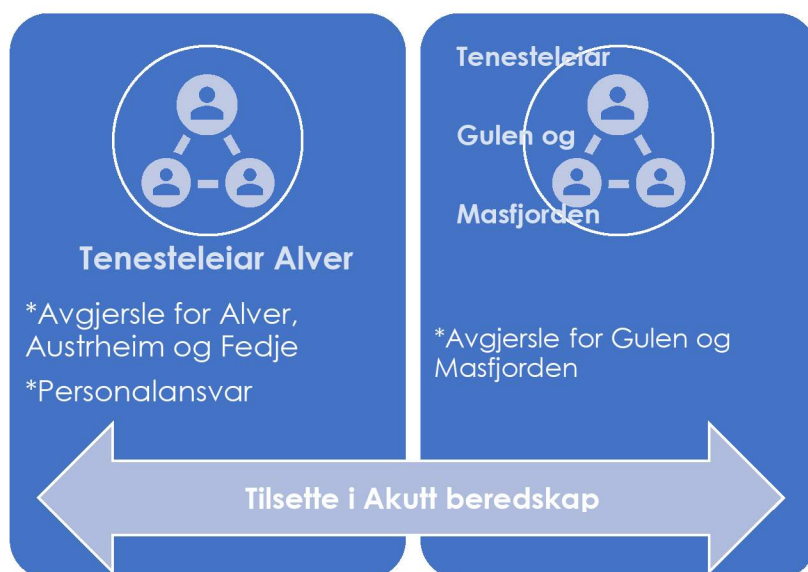 Tenesteleiar Alver
*Avgjersle for Alver,
Austrheim og Fedje
*Personalansvar
Tenesteleiar
Gulen og
Masfjorden
*Avgjersle for Gulen og
Masfjorden
Tilsette i Akutt beredskap